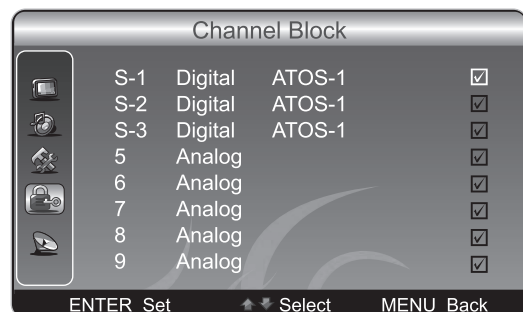 Channel Block
S-1 Digital ATOS-1
S-2 Digital ATOS-1
S-3 Digital ATOS-1
5 Analog
6 Analog
7 Analog
8 Analog
9 Analog
ENTER Set Select MENU Back